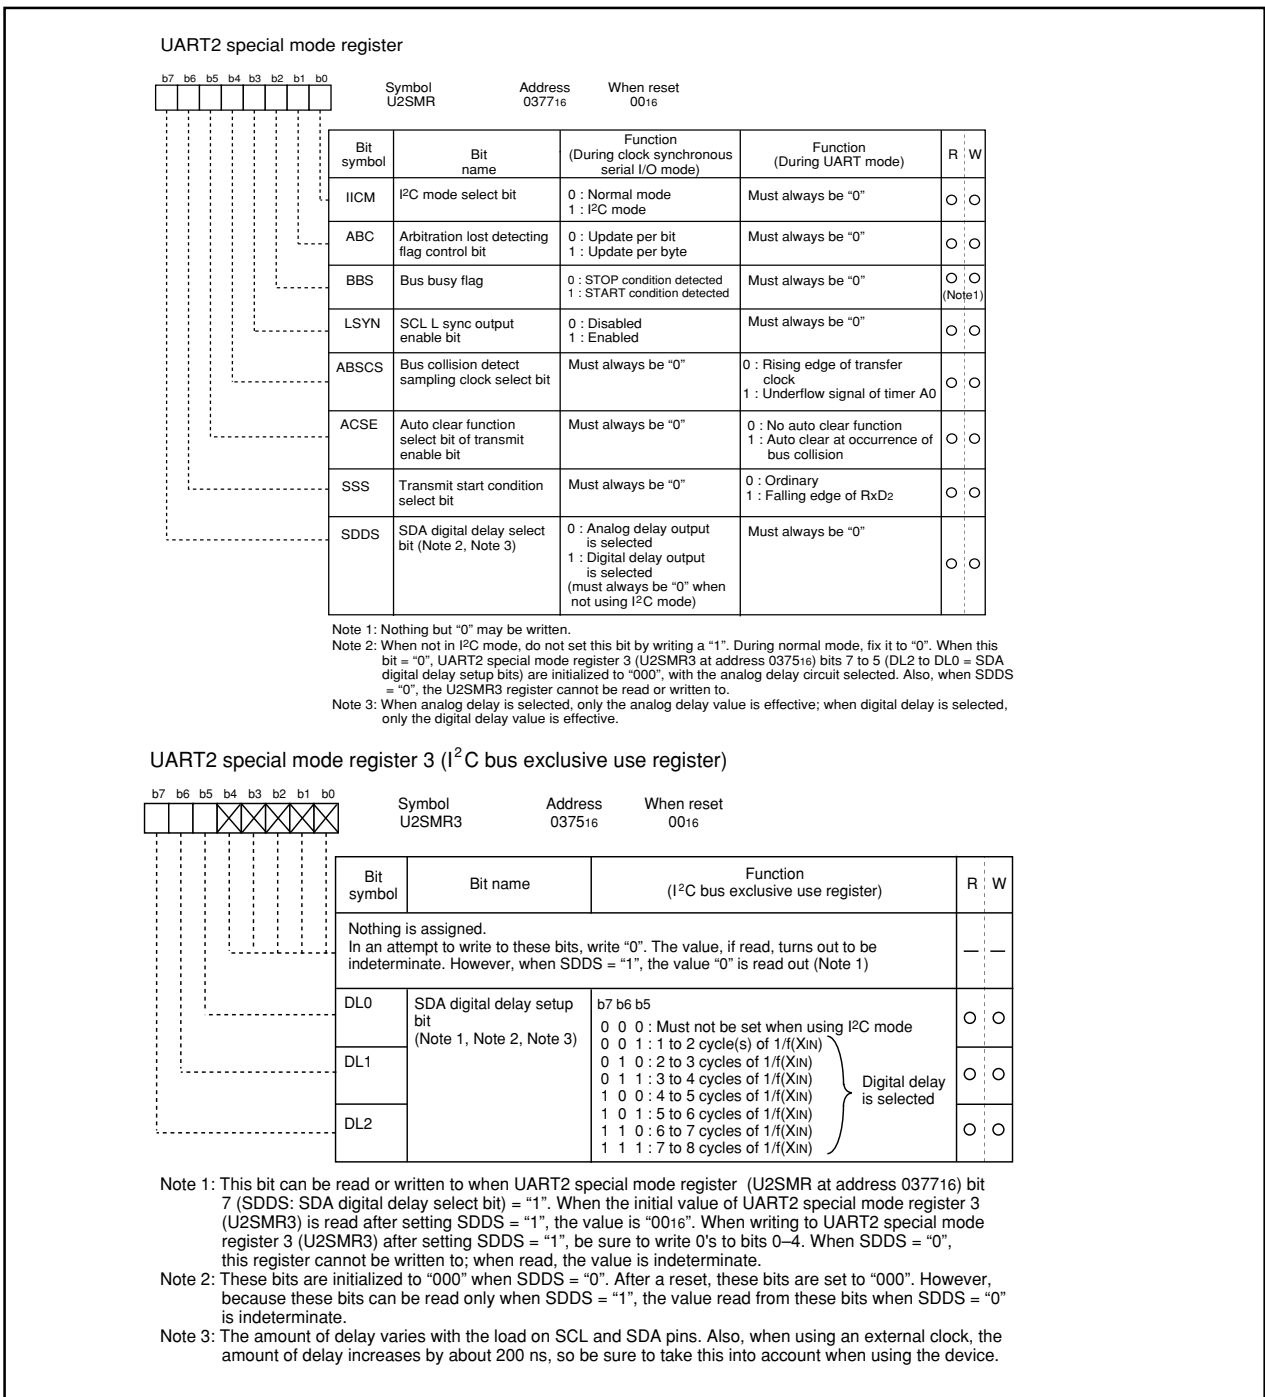 UART2 special mode register
b7 b6 b5 b4 b3 b2 b1 b0
Symbol Address When reset
U2SMR 037716 0016
Bit symbol Bit name Function (During clock synchronous serial I/O mode) Function (During UART mode) R W
IICM I2C mode select bit 0 : Normal mode Must always be “0”
1 : I2C mode
ABC Arbitration lost detecting 0 : Update per bit Must always be “0”
flag control bit 1 : Update per byte
BBS Bus busy flag 0 : STOP condition detected Must always be “0”
1 : START condition detected (Note1)
LSYN SCL L sync output 0 : Disabled Must always be “0”
enable bit 1 : Enabled
ABSCS Bus collision detect Must always be “0” 0 : Rising edge of transfer
sampling clock select bit clock
1 : Underflow signal of timer A0
ACSE Auto clear function Must always be “0” 0 : No auto clear function
select bit of transmit 1 : Auto clear at occurrence of
enable bit bus collision
SSS Transmit start condition Must always be “0” 0 : Ordinary
select bit 1 : Falling edge of RxD2
SDDS SDA digital delay select 0 : Analog delay output Must always be “0”
bit (Note 2, Note 3) is selected
1 : Digital delay output
is selected
(must always be “0” when
not using I2C mode)
Note 1: Nothing but “0” may be written.
Note 2: When not in I2C mode, do not set this bit by writing a “1”. During normal mode, fix it to “0”. When this
bit = “0”, UART2 special mode register 3 (U2SMR3 at address 037516) bits 7 to 5 (DL2 to DL0 = SDA
digital delay setup bits) are initialized to “000”, with the analog delay circuit selected. Also, when SDDS
= “0”, the U2SMR3 register cannot be read or written to.
Note 3: When analog delay is selected, only the analog delay value is effective; when digital delay is selected,
only the digital delay value is effective.
UART2 special mode register 3 (I2C bus exclusive use register)
b7 b6 b5 b4 b3 b2 b1 b0
Symbol Address When reset
U2SMR3 037516 0016
Bit symbol Bit name Function (I2C bus exclusive use register) R W
Nothing is assigned.
In an attempt to write to these bits, write “0”. The value, if read, turns out to be
indeterminate. However, when SDDS = “1”, the value “0” is read out (Note 1) — —
DL0 SDA digital delay setup b7 b6 b5
bit
(Note 1, Note 2, Note 3)
0 0 0 : Must not be set when using I2C mode
0 0 1 : 1 to 2 cycle(s) of 1/f(XIN)
DL1 0 1 0 : 2 to 3 cycles of 1/f(XIN)
0 1 1 : 3 to 4 cycles of 1/f(XIN) Digital delay
1 0 0 : 4 to 5 cycles of 1/f(XIN) is selected
1 0 1 : 5 to 6 cycles of 1/f(XIN)
DL2 1 1 0 : 6 to 7 cycles of 1/f(XIN)
1 1 1 : 7 to 8 cycles of 1/f(XIN)
Note 1: This bit can be read or written to when UART2 special mode register (U2SMR at address 037716) bit
7 (SDDS: SDA digital delay select bit) = “1”. When the initial value of UART2 special mode register 3
(U2SMR3) is read after setting SDDS = “1”, the value is “0016”. When writing to UART2 special mode
register 3 (U2SMR3) after setting SDDS = “1”, be sure to write 0's to bits 0–4. When SDDS = “0”,
this register cannot be written to; when read, the value is indeterminate.
Note 2: These bits are initialized to “000” when SDDS = “0”. After a reset, these bits are set to “000”. However,
because these bits can be read only when SDDS = “1”, the value read from these bits when SDDS = “0”
is indeterminate.
Note 3: The amount of delay varies with the load on SCL and SDA pins. Also, when using an external clock, the
amount of delay increases by about 200 ns, so be sure to take this into account when using the device.